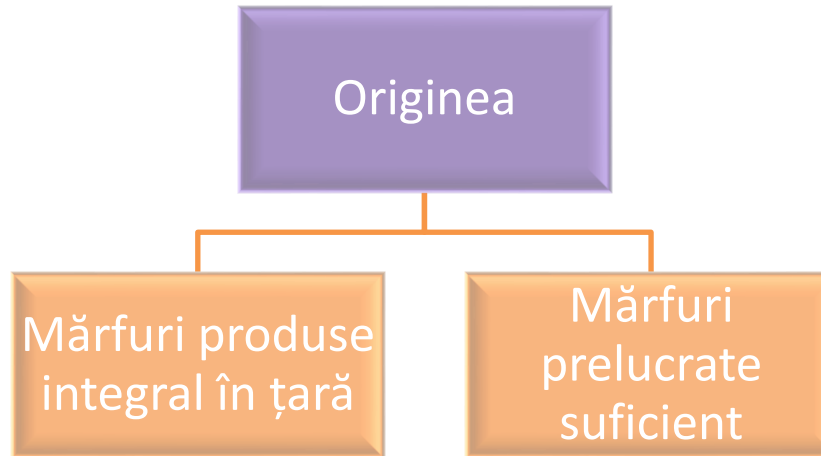 Originea
Mărfuri produse
integral în țară
Mărfuri
prelucrate
suficient